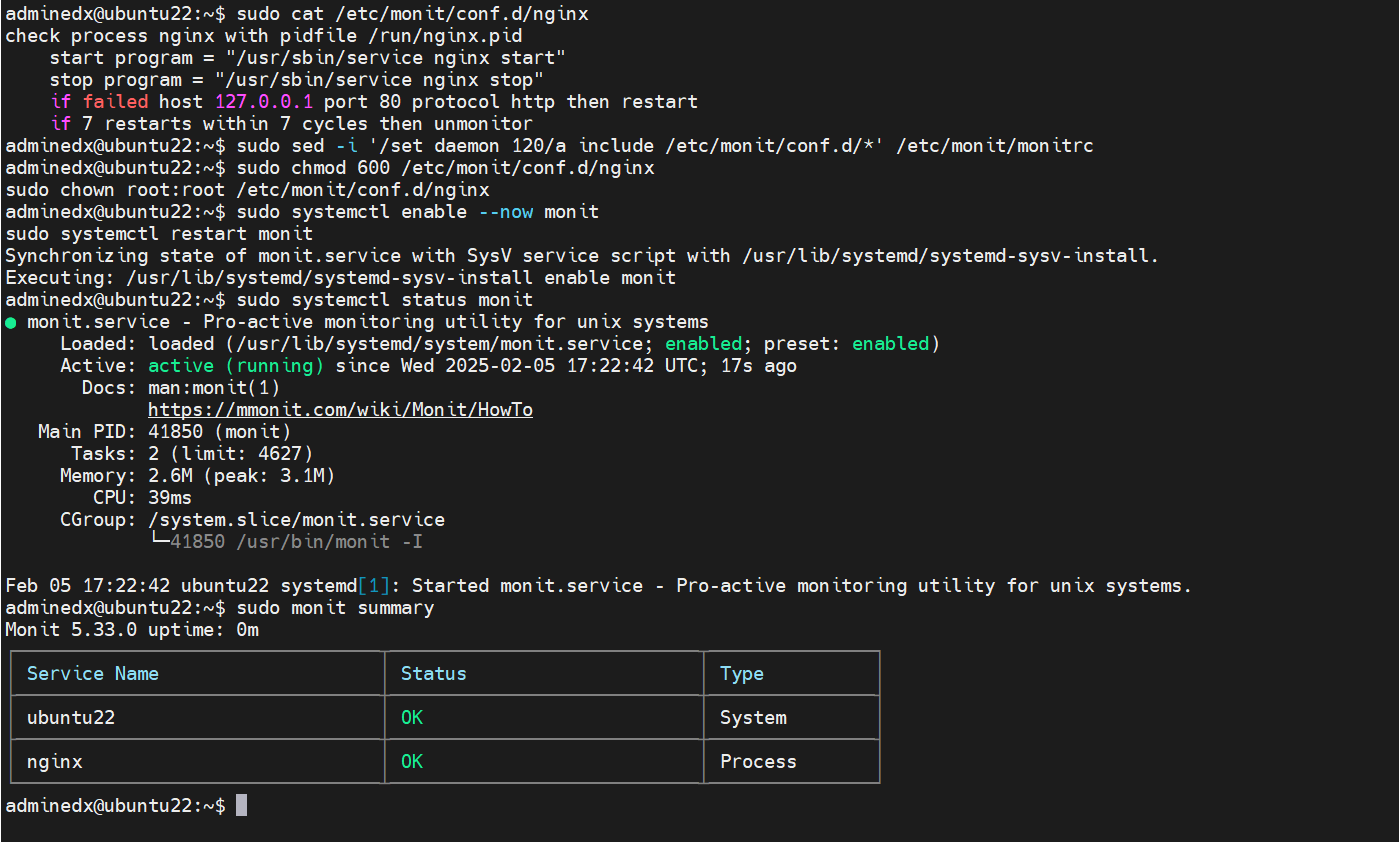 adminedx@ubuntu22:~$ sudo cat /etc/monit/conf.d/nginx
check process nginx with pidfile /run/nginx.pid
    start program = "/usr/sbin/service nginx start"
    stop program = "/usr/sbin/service nginx stop"
    if failed host 127.0.0.1 port 80 protocol http then restart
    if 7 restarts within 7 cycles then unmonitor
adminedx@ubuntu22:~$ sudo sed -i '/set daemon 120/a include /etc/monit/conf.d/*' /etc/monit/monitrc
adminedx@ubuntu22:~$ sudo chmod 600 /etc/monit/conf.d/nginx
sudo chown root:root /etc/monit/conf.d/nginx
adminedx@ubuntu22:~$ sudo systemctl enable --now monit
sudo systemctl restart monit
Synchronizing state of monit.service with SysV service script with /usr/lib/systemd/systemd-sysv-install.
Executing: /usr/lib/systemd/systemd-sysv-install enable monit
adminedx@ubuntu22:~$ sudo systemctl status monit
● monit.service - Pro-active monitoring utility for unix systems
     Loaded: loaded (/usr/lib/systemd/system/monit.service; enabled; preset: enabled)
     Active: active (running) since Wed 2025-02-05 17:22:42 UTC; 17s ago
       Docs: man:monit(1)
             https://mmonit.com/wiki/Monit/HowTo
   Main PID: 41850 (monit)
      Tasks: 2 (limit: 4627)
     Memory: 2.6M (peak: 3.1M)
        CPU: 39ms
     CGroup: /system.slice/monit.service
             └─41850 /usr/bin/monit -I
Feb 05 17:22:42 ubuntu22 systemd[1]: Started monit.service - Pro-active monitoring utility for unix systems.
adminedx@ubuntu22:~$ sudo monit summary
Monit 5.33.0 uptime: 0m
Service Name Status Type
ubuntu22 OK System
nginx OK Process
adminedx@ubuntu22:~$